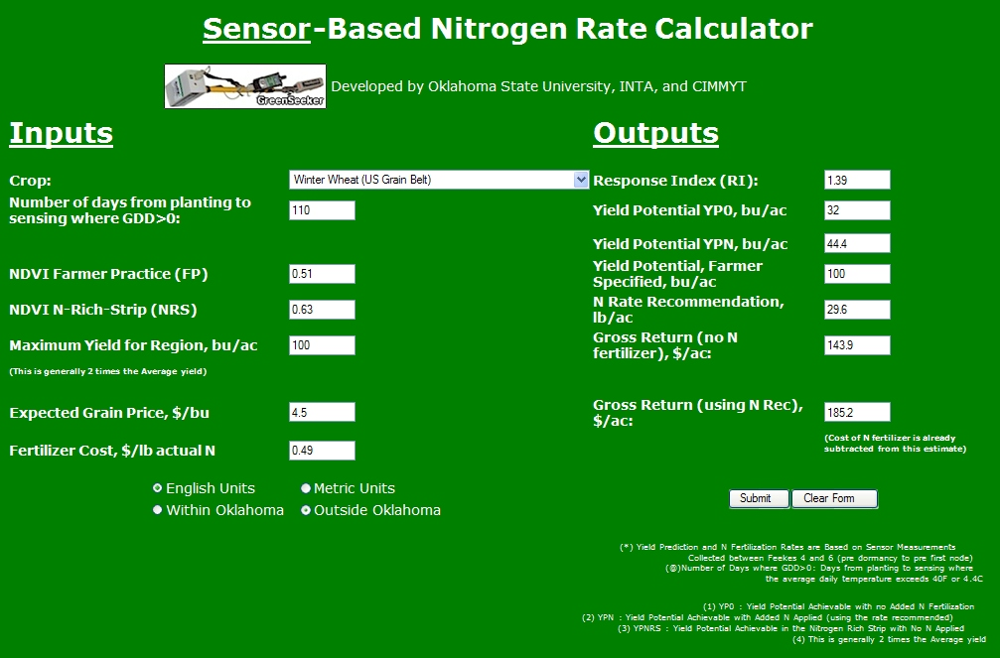 Sensor-Based Nitrogen Rate Calculator
GreenSeeker
Developed by Oklahoma State University, INTA, and CIMMYT
Inputs
Crop:
Winter Wheat (US Grain Belt)
Number of days from planting to
sensing where GDD>0:
110
NDVI Farmer Practice (FP)
0.51
NDVI N-Rich-Strip (NRS)
0.63
Maximum Yield for Region, bu/ac
100
(This is generally 2 times the Average yield)
Expected Grain Price, $/bu
4.5
Fertilizer Cost, $/lb actual N
0.49
English Units
Metric Units
Within Oklahoma
Outside Oklahoma
Outputs
Response Index (RI):
1.39
Yield Potential YP0, bu/ac
32
Yield Potential YPN, bu/ac
44.4
Yield Potential, Farmer
Specified, bu/ac
100
N Rate Recommendation,
lb/ac
29.6
Gross Return (no N
fertilizer), $/ac:
143.9
Gross Return (using N Rec),
$/ac:
185.2
(Cost of N fertilizer is already
subtracted from this estimate)
Submit
Clear Form
(*) Yield Prediction and N Fertilization Rates are Based on Sensor Measurements
Collected between Feekes 4 and 6 (pre dormancy to pre first node)
(@)Number of Days where GDD>0: Days from planting to sensing where
the average daily temperature exceeds 40F or 4.4C
(1) YP0 : Yield Potential Achievable with no Added N Fertilization
(2) YPN : Yield Potential Achievable with Added N Applied (using the rate recommended)
(3) YPNRS : Yield Potential Achievable in the Nitrogen Rich Strip with No N Applied
(4) This is generally 2 times the Average yield